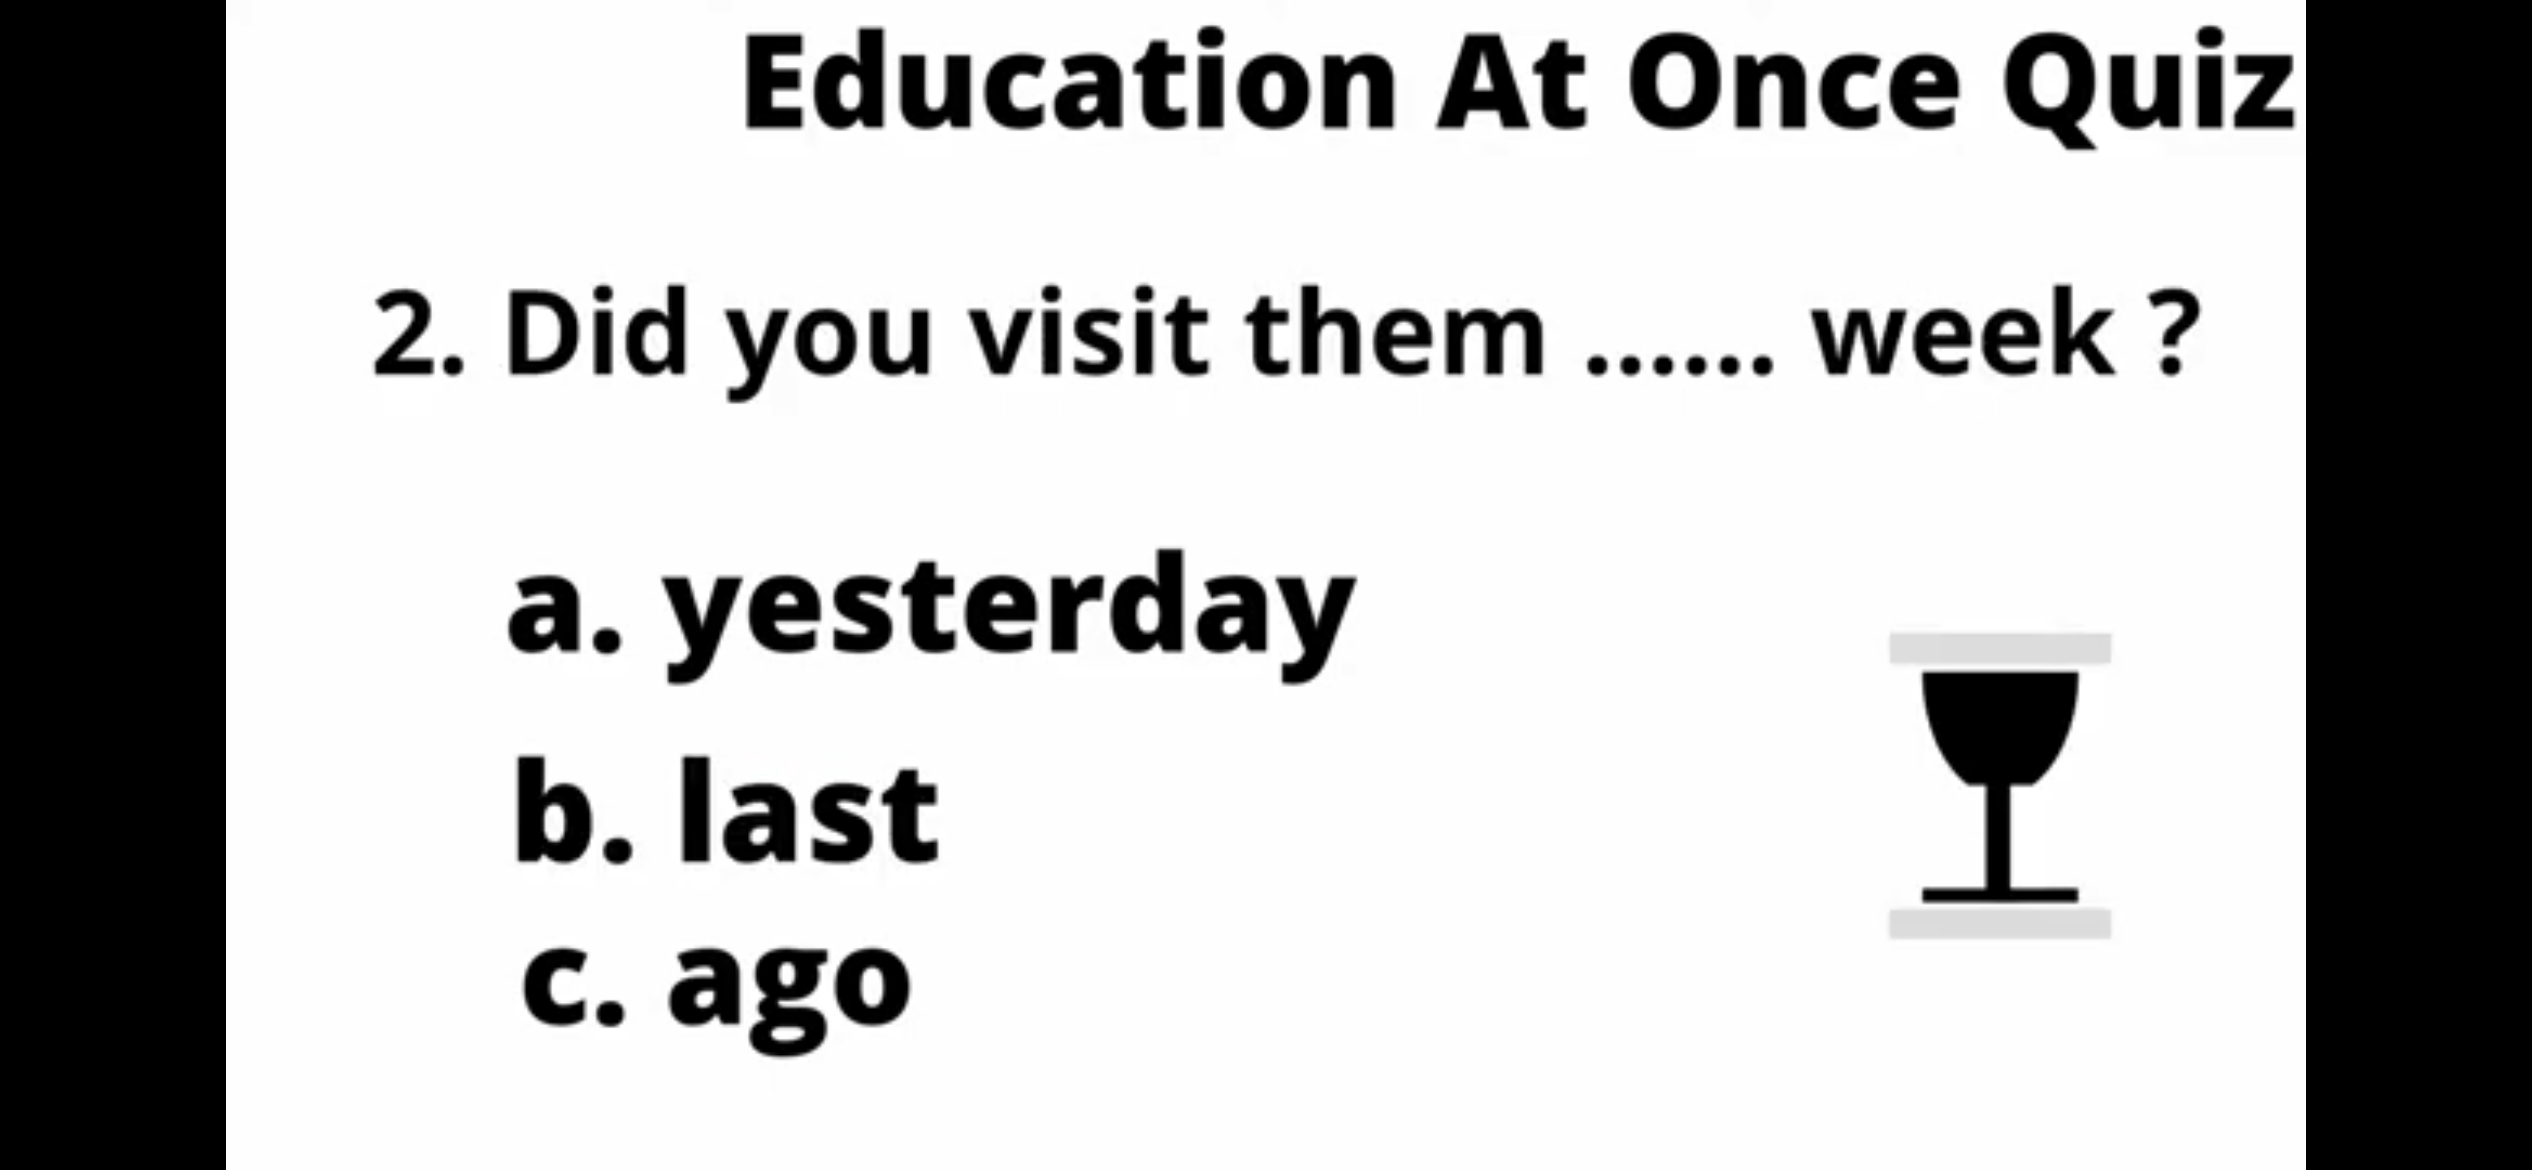 Education At Once Quiz
2. Did you visit them ...... week ?
a. yesterday
b. last
c. ago